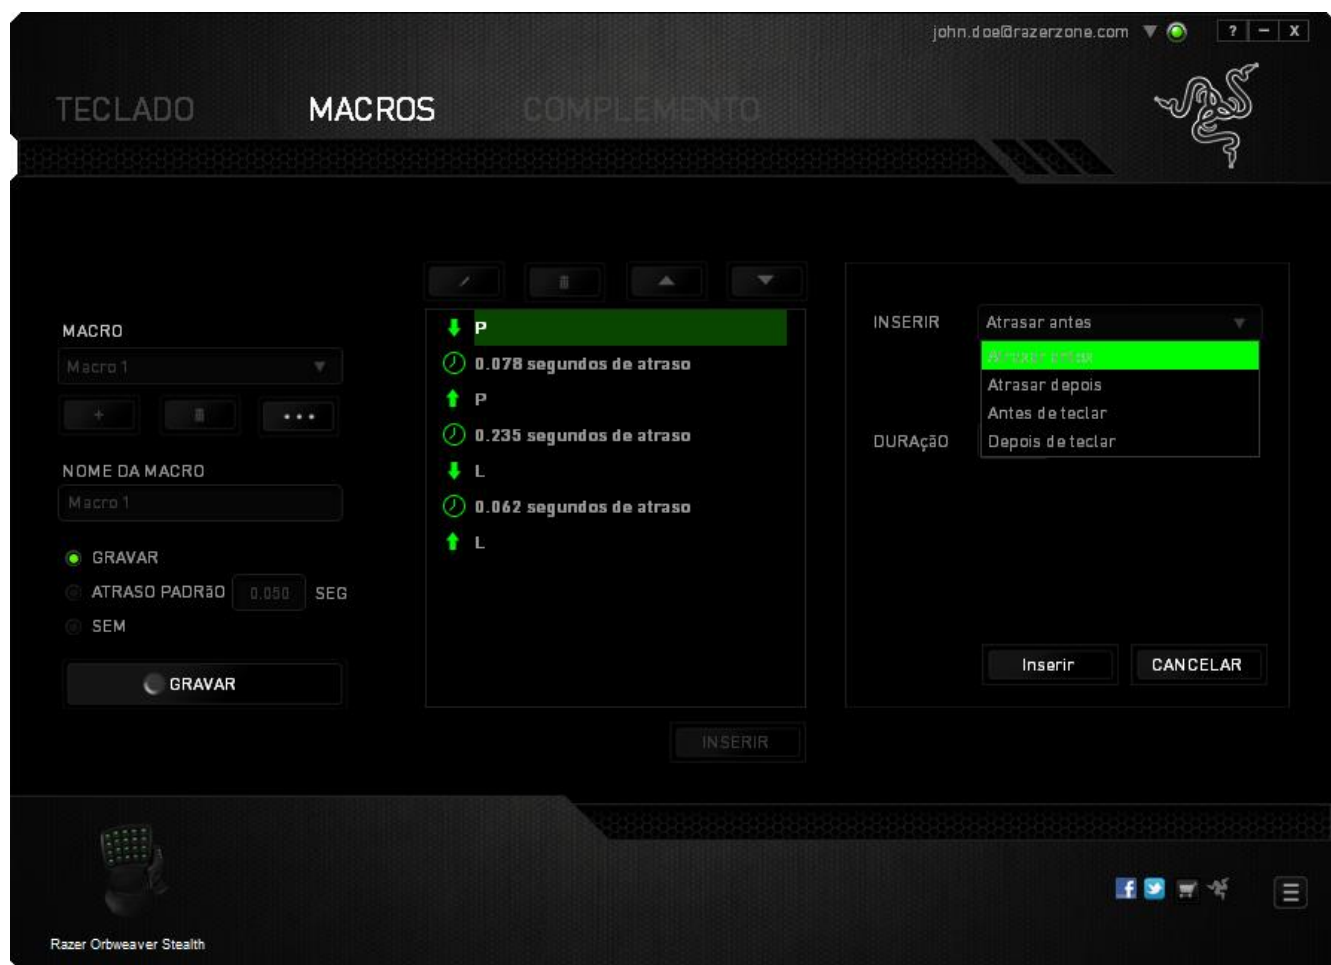 john.doe@razerzone.com
? – X
TECLADO MACROS COMPLEMENTO
MACRO
Macro 1
+
...
NOME DA MACRO
Macro 1
GRAVAR
ATRASO PADRãO 0.050 SEG
SEM
GRAVAR
P
0.078 segundos de atraso
P
0.235 segundos de atraso
L
0.062 segundos de atraso
L
INSERIR
INSERIR Atrasar antes
Atrasar antes
Atrasar depois
Antes de teclar
Depois de teclar
DURAçãO
Inserir CANCELAR
Razer Orbweaver Stealth